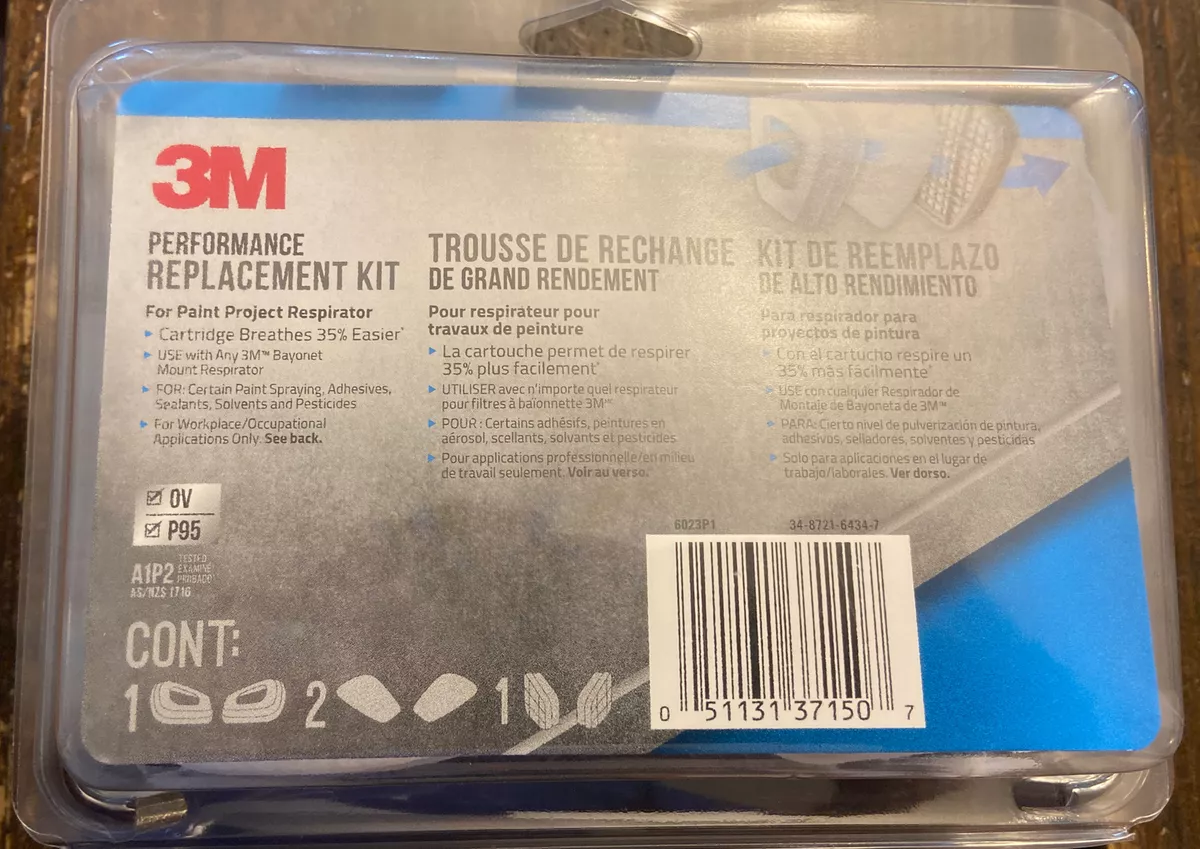 3M
PERFORMANCE
REPLACEMENT KIT
For Paint Project Respirator
Cartridge Breathes 35% Easier*
USE with Any 3M™ Bayonet
Mount Respirator
FOR: Certain Paint Spraying, Adhesives,
Sealants, Solvents and Pesticides
For Workplace/Occupational
Applications Only. See back.
OV
P95
A1P2
TESTED
EXAMINÉ
PROBADO
AS/NZS 1716
TROUSSE DE RECHANGE
DE GRAND RENDEMENT
Pour respirateur pour
travaux de peinture
La cartouche permet de respirer
35% plus facilement*
UTILISER avec n'importe quel respirateur
pour filtres à baïonnette 3M™
POUR : Certains adhésifs, peintures en
aérosol, scellants, solvants et pesticides
Pour applications professionnelle/en milieu
de travail seulement. Voir au verso.
KIT DE REEMPLAZO
DE ALTO RENDIMIENTO
Para respirador para
proyectos de pintura
Con el cartucho respire un
35% más fácilmente*
USE con cualquier Respirador de
Montaje de Bayoneta de 3M™
PARA: Cierto nivel de pulverización de pintura,
adhesivos, selladores, solventes y pesticidas
Solo para aplicaciones en el lugar de
trabajo/laborales. Ver dorso.
CONT:
1 2 1
6023P1 34-8721-6434-7
0 51131 37150 7